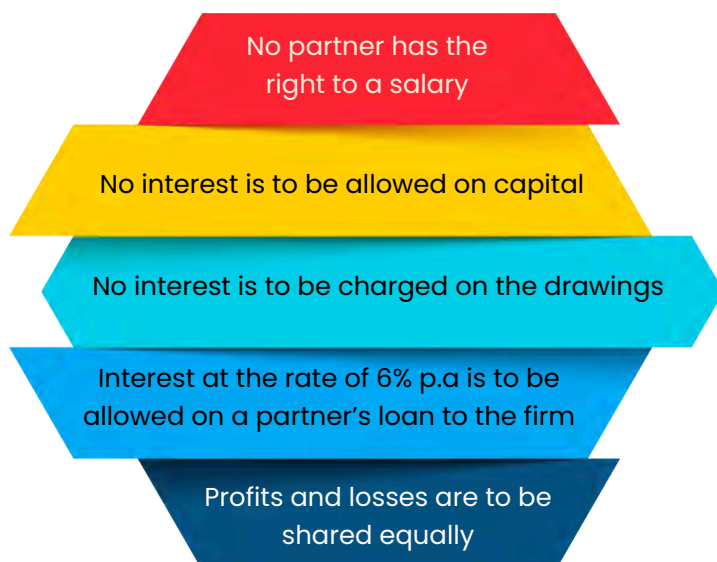 No partner has the
right to a salary
No interest is to be allowed on capital
No interest is to be charged on the drawings
Interest at the rate of 6% p.a is to be
allowed on a partner’s loan to the firm
Profits and losses are to be
shared equally